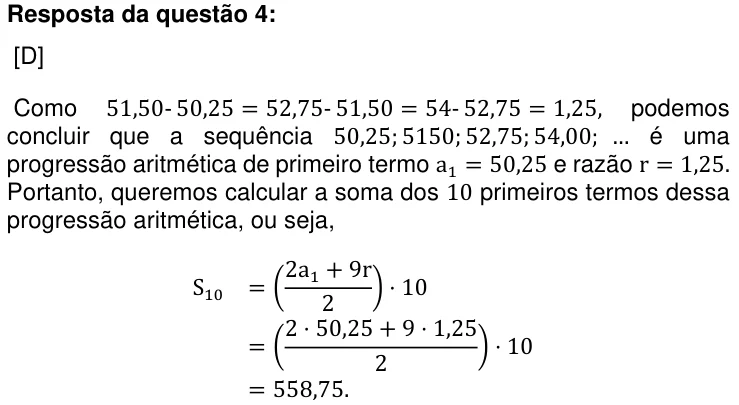 Resposta da questão 4:
[D]
Como 51,50- 50,25 = 52,75- 51,50 = 54- 52,75 = 1,25, podemos
concluir que a sequência 50,25; 5150; 52,75; 54,00; ... é uma
progressão aritmética de primeiro termo a₁ = 50,25 e razão r = 1,25.
Portanto, queremos calcular a soma dos 10 primeiros termos dessa
progressão aritmética, ou seja,
S₁₀ = (2a₁ + 9r / 2) · 10
= (2 · 50,25 + 9 · 1,25 / 2) · 10
= 558,75.